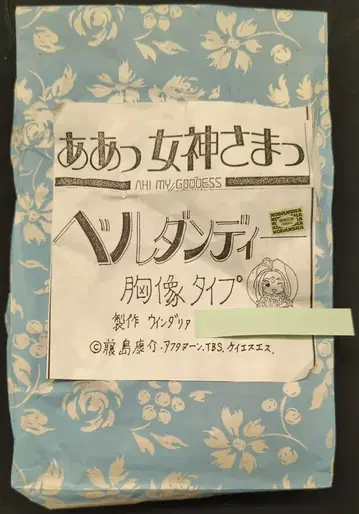 ああっ女神さまっ
AH! MY GODDESS
ベルダンディー
KODANSHA
KODANSHA
胸像タイプ
製作 ウィンダリア
©藤島康介・アフタヌーン、TBS、ケイエスエス.